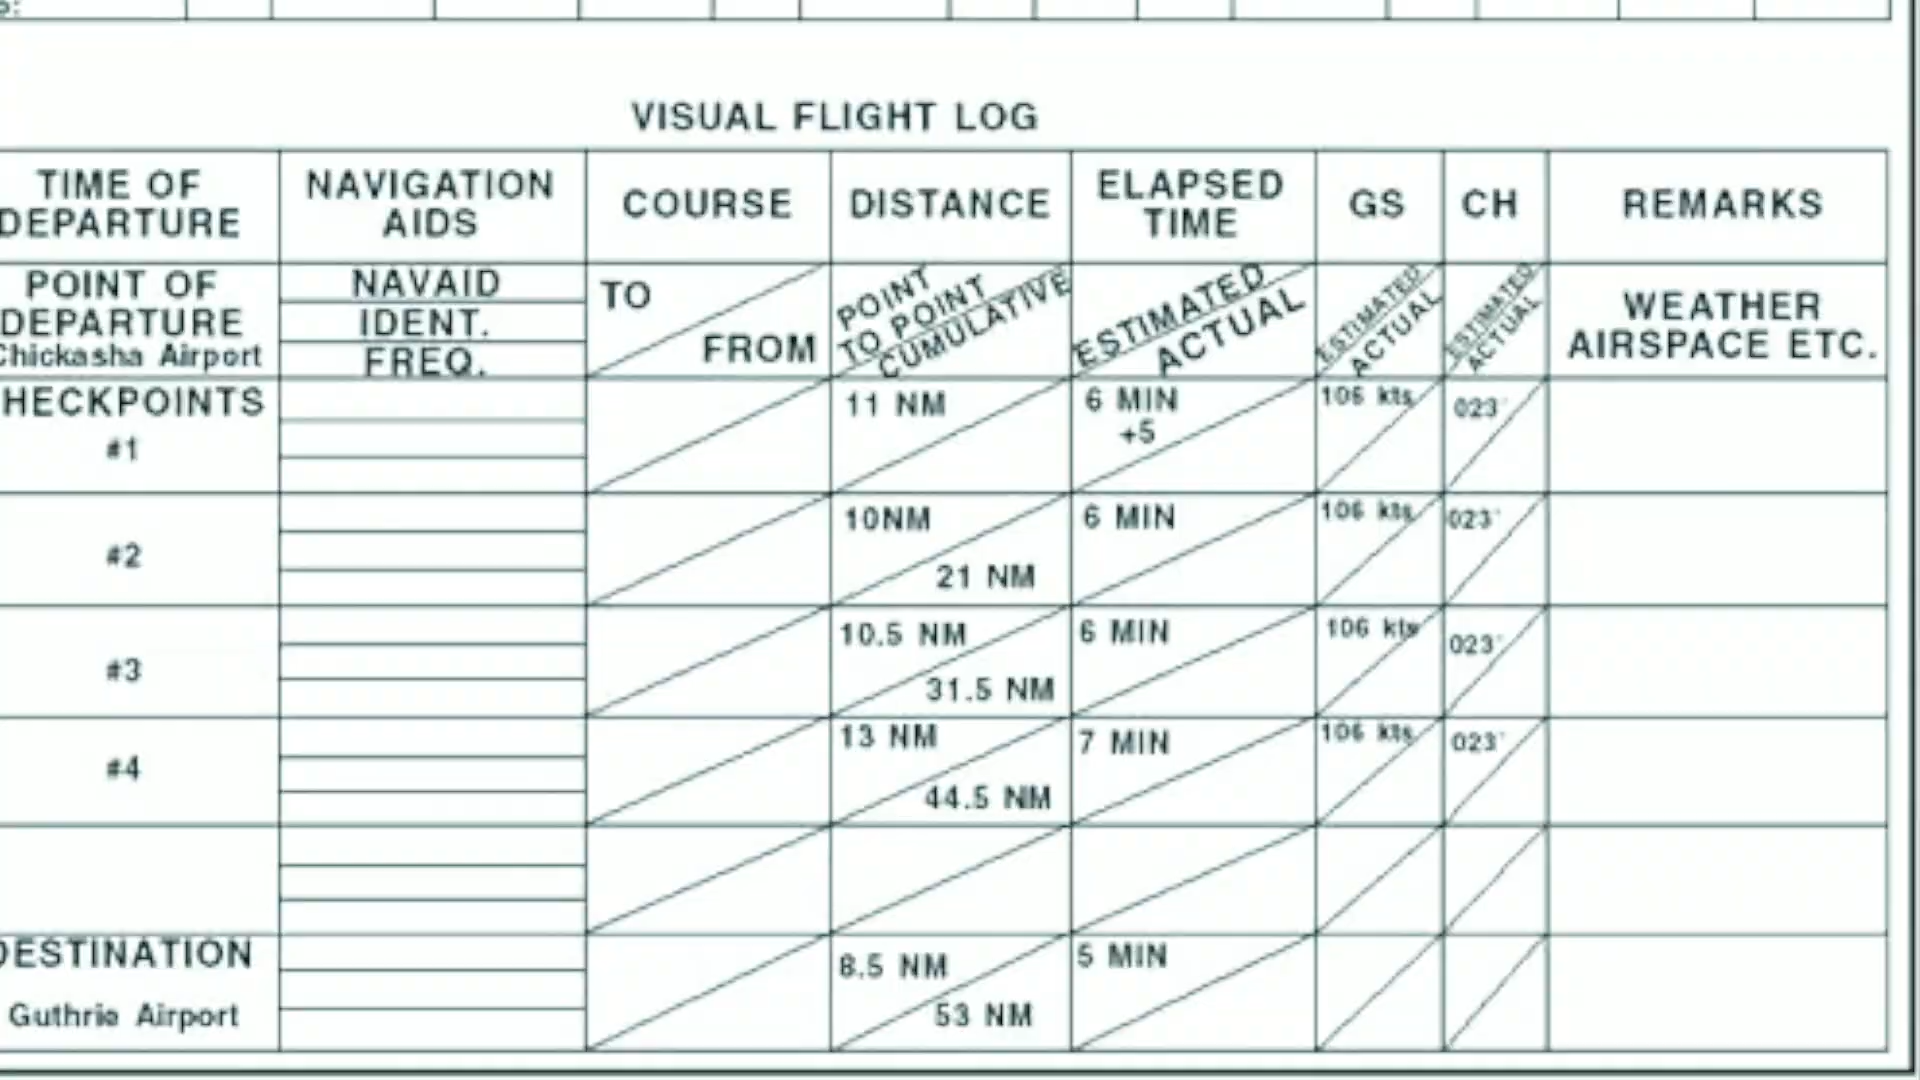 VISUAL FLIGHT LOG
TIME OF DEPARTURE
NAVIGATION AIDS
COURSE
DISTANCE
ELAPSED TIME
GS
CH
REMARKS
POINT OF DEPARTURE
Chickasha Airport
NAVAID
IDENT.
FREQ.
TO
FROM
POINT TO POINT
CUMULATIVE
ESTIMATED
ACTUAL
ESTIMATED
ACTUAL
ESTIMATED
ACTUAL
WEATHER
AIRSPACE ETC.
HECKPOINTS
#1
11 NM
6 MIN
+5
106 kts
023°
#2
10NM
21 NM
6 MIN
106 kts
023°
#3
10.5 NM
31.5 NM
6 MIN
106 kts
023°
#4
13 NM
44.5 NM
7 MIN
106 kts
023°
DESTINATION
Guthrie Airport
8.5 NM
53 NM
5 MIN